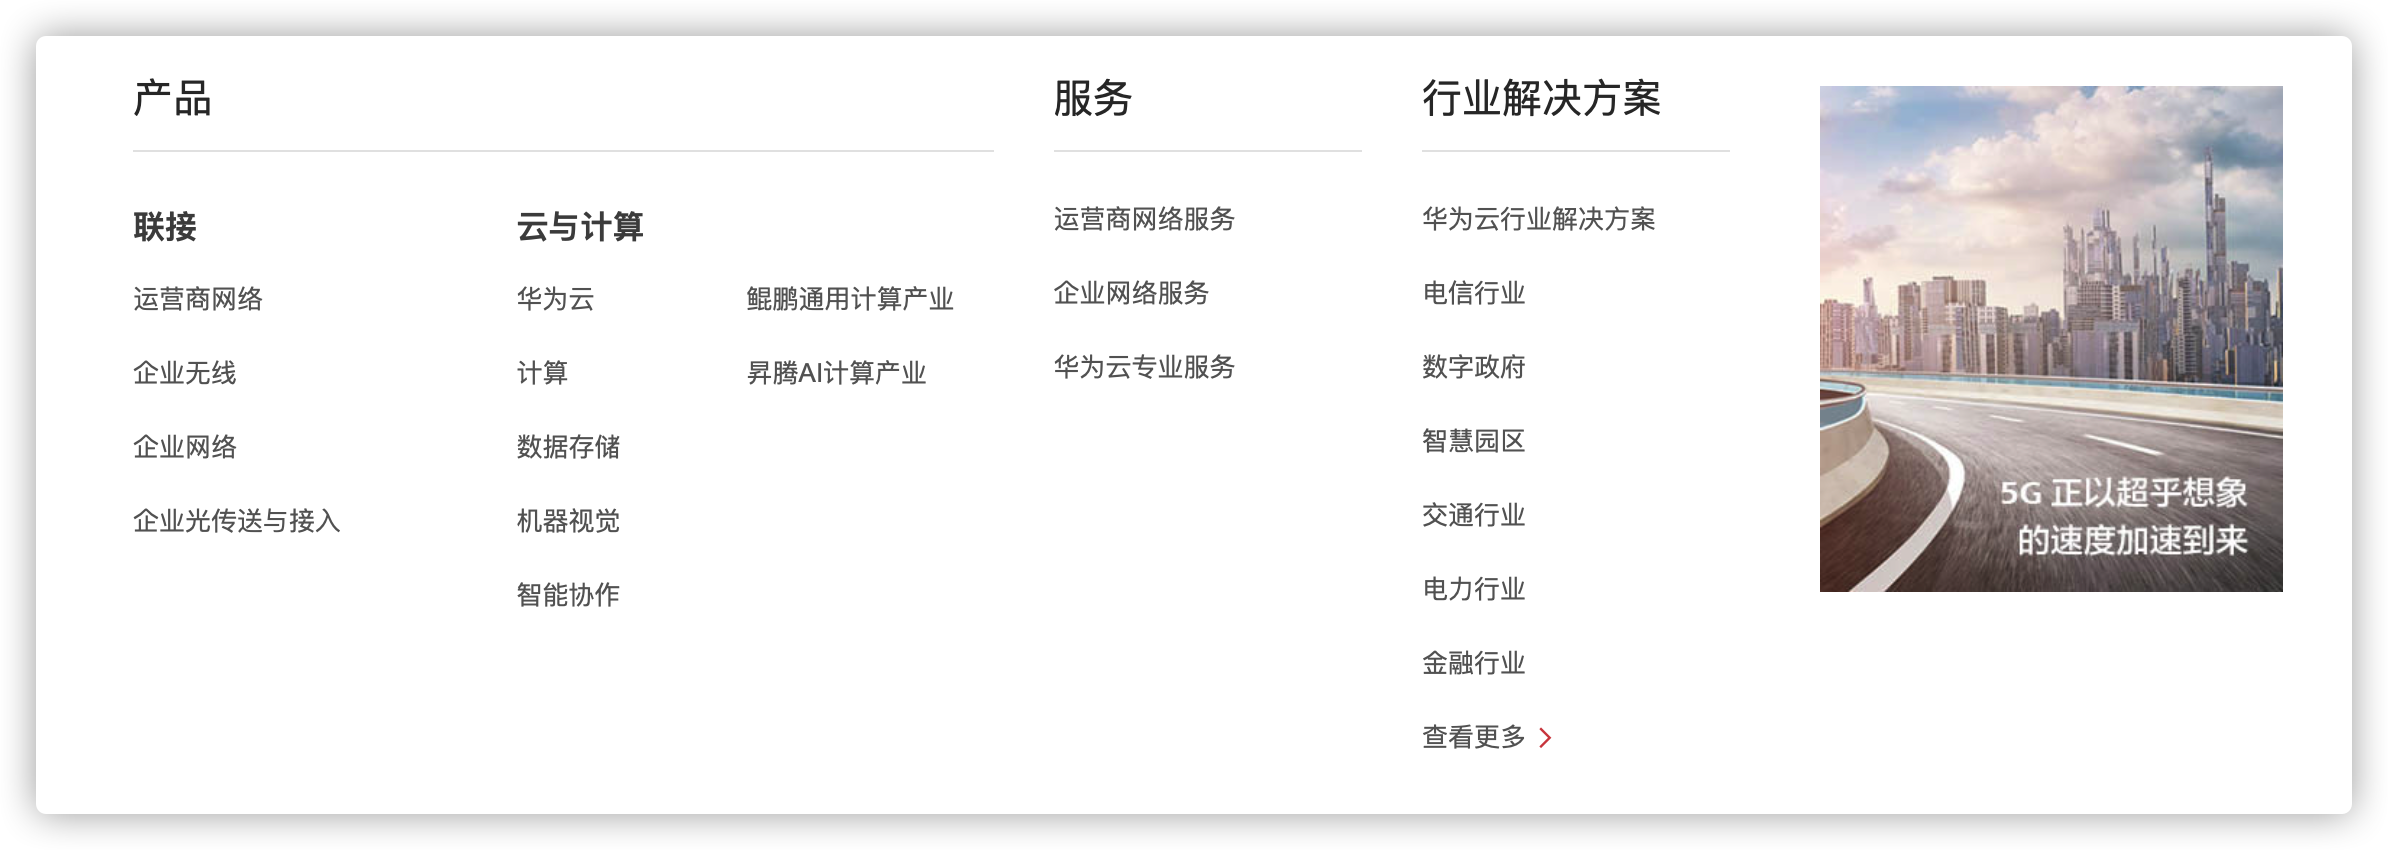 产品
联接
运营商网络
企业无线
企业网络
企业光传送与接入
云与计算
华为云
计算
数据存储
机器视觉
智能协作
鲲鹏通用计算产业
昇腾AI计算产业
服务
运营商网络服务
企业网络服务
华为云专业服务
行业解决方案
华为云行业解决方案
电信行业
数字政府
智慧园区
交通行业
电力行业
金融行业
查看更多
5G 正以超乎想象
的速度加速到来